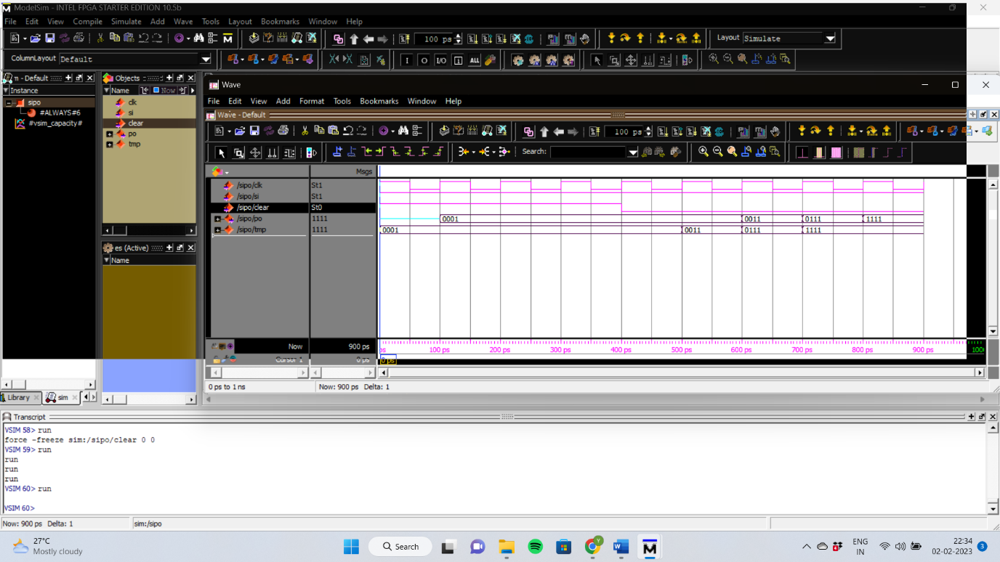 ModelSim - INTEL FPGA STARTER EDITION 10.5b
File Edit View Compile Simulate Add Wave Tools Layout Bookmarks Window Help
100 ps
Layout Simulate
ColumnLayout Default
I O I/O ALL
- Default
Instance
sipo
#ALWAYS#6
#vsim_capacity#
Objects
Name Now
clk
si
clear
po
tmp
es (Active)
Name
Wave
File Edit View Add Format Tools Bookmarks Window Help
Wave - Default
100 ps
Search:
Msgs
/sipo/clk St1
/sipo/si St1
/sipo/clear St0
/sipo/po 1111 0001 0011 0111 1111
/sipo/tmp 1111 0001 0011 0111 1111
Now 900 ps
ps 100 ps 200 ps 300 ps 400 ps 500 ps 600 ps 700 ps 800 ps 900 ps 1000
Cursor 1 0 ps 0 ps
0 ps to 1 ns Now: 900 ps Delta: 1
Library sim
Transcript
VSIM 58> run
force -freeze sim:/sipo/clear 0 0
VSIM 59> run
run
run
run
VSIM 60> run
VSIM 60>
Now: 900 ps Delta: 1 sim:/sipo
27°C
Mostly cloudy
Search
Y
ENG
IN
22:34
02-02-2023
3